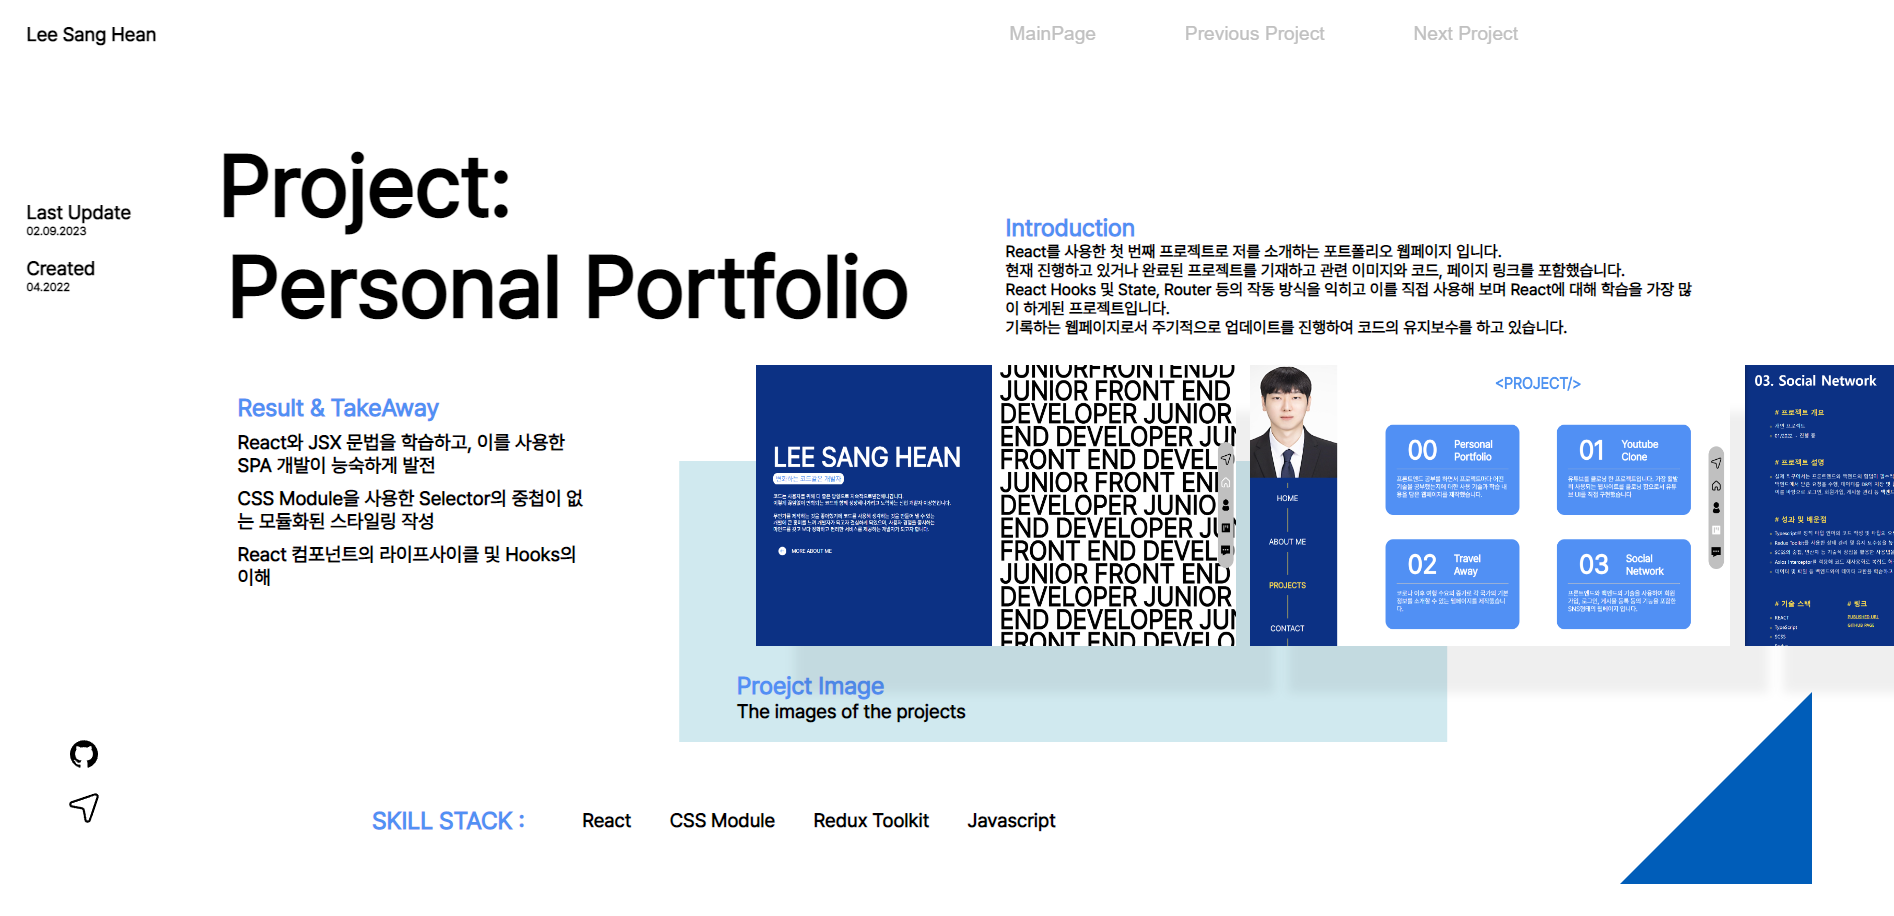 Lee Sang Hean
MainPage
Previous Project
Next Project
Project:
Personal Portfolio
Last Update
02.09.2023
Created
04.2022
Introduction
React를 사용한 첫 번째 프로젝트로 저를 소개하는 포트폴리오 웹페이지 입니다.
현재 진행하고 있거나 완료된 프로젝트를 기재하고 관련 이미지와 코드, 페이지 링크를 포함했습니다.
React Hooks 및 State, Router 등의 작동 방식을 익히고 이를 직접 사용해 보며 React에 대해 학습을 가장 많
이 하게된 프로젝트입니다.
기록하는 웹페이지로서 주기적으로 업데이트를 진행하여 코드의 유지보수를 하고 있습니다.
Result & TakeAway
React와 JSX 문법을 학습하고, 이를 사용한
SPA 개발이 능숙하게 발전
CSS Module을 사용한 Selector의 중첩이 없
는 모듈화된 스타일링 작성
React 컴포넌트의 라이프사이클 및 Hooks의
이해
LEE SANG HEAN
MORE ABOUT ME
JUNIOR FRONT END
DEVELOPER JUNIOR
END DEVELOPER JUN
FRONT END DEVEL
JUNIOR FRONT END
DEVELOPER JUNIOR
END DEVELOPER JU
FRONT END DEVEL
JUNIOR FRONT END
DEVELOPER JUNIOR
END DEVELOPER JUN
FRONT END DEVELO
HOME
ABOUT ME
PROJECTS
CONTACT
<PROJECT/>
00 Personal
Portfolio
01 Youtube
Clone
02 Travel
Away
03 Social
Network
03. Social Network
# 프로젝트 개요
# 프로젝트 설명
# 성과 및 배운점
# 기술 스택
# 링크
REACT
TypeScript
SCSS
PUBLISHED URL
GITHUB PAGE
Proejct Image
The images of the projects
SKILL STACK :
React
CSS Module
Redux Toolkit
Javascript